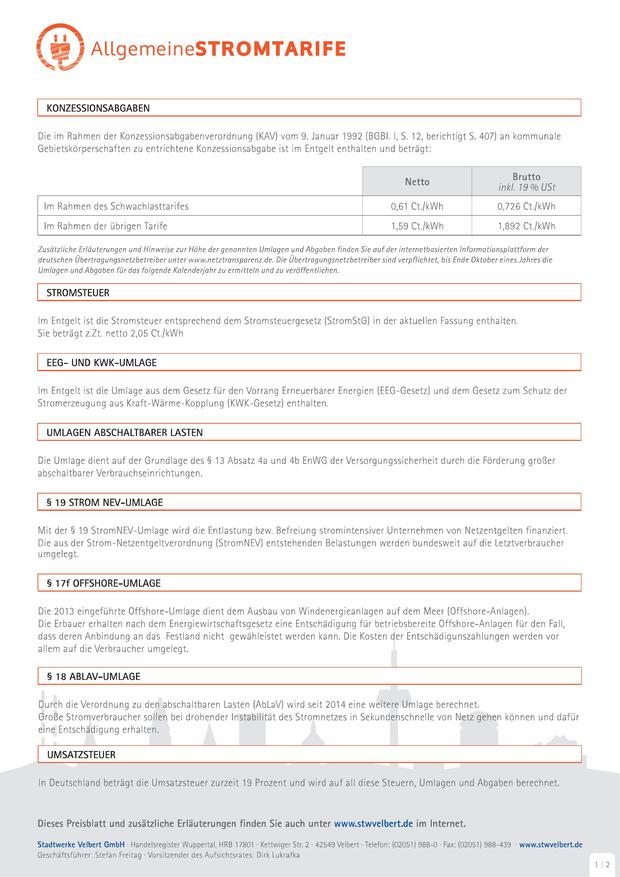 AllgemeineSTROMTARIFE
KONZESSIONSABGABEN
Die im Rahmen der Konzessionsabgabenverordnung (KAV) vom 9. Januar 1992 (BGBl. I, S. 12, berichtigt S. 407) an kommunale
Gebietskörperschaften zu entrichtene Konzessionsabgabe ist im Entgelt enthalten und beträgt:
Netto Brutto
inkl. 19 % USt
Im Rahmen des Schwachlasttarifes 0,61 Ct./kWh 0,726 Ct./kWh
Im Rahmen der übrigen Tarife 1,59 Ct./kWh 1,892 Ct./kWh
Zusätzliche Erläuterungen und Hinweise zur Höhe der genannten Umlagen und Abgaben finden Sie auf der internetbasierten Informationsplattform der
deutschen Übertragungsnetzbetreiber unter www.netztransparenz.de. Die Übertragungsnetzbetreiber sind verpflichtet, bis Ende Oktober eines Jahres die
Umlagen und Abgaben für das folgende Kalenderjahr zu ermitteln und zu veröffentlichen.
STROMSTEUER
Im Entgelt ist die Stromsteuer entsprechend dem Stromsteuergesetz (StromStG) in der aktuellen Fassung enthalten.
Sie beträgt z.Zt. netto 2,05 Ct./kWh
EEG- UND KWK-UMLAGE
Im Entgelt ist die Umlage aus dem Gesetz für den Vorrang Erneuerbarer Energien (EEG-Gesetz) und dem Gesetz zum Schutz der
Stromerzeugung aus Kraft-Wärme-Kopplung (KWK-Gesetz) enthalten.
UMLAGEN ABSCHALTBARER LASTEN
Die Umlage dient auf der Grundlage des § 13 Absatz 4a und 4b EnWG der Versorgungssicherheit durch die Förderung großer
abschaltbarer Verbrauchseinrichtungen.
§ 19 STROM NEV-UMLAGE
Mit der § 19 StromNEV-Umlage wird die Entlastung bzw. Befreiung stromintensiver Unternehmen von Netzentgelten finanziert.
Die aus der Strom-Netzentgeltverordnung (StromNEV) entstehenden Belastungen werden bundesweit auf die Letztverbraucher
umgelegt.
§ 17f OFFSHORE-UMLAGE
Die 2013 eingeführte Offshore-Umlage dient dem Ausbau von Windenergieanlagen auf dem Meer (Offshore-Anlagen).
Die Erbauer erhalten nach dem Energiewirtschaftsgesetz eine Entschädigung für betriebsbereite Offshore-Anlagen für den Fall,
dass deren Anbindung an das Festland nicht gewähleistet werden kann. Die Kosten der Entschädigunszahlungen werden vor
allem auf die Verbraucher umgelegt.
§ 18 ABLAV-UMLAGE
Durch die Verordnung zu den abschaltbaren Lasten (AbLaV) wird seit 2014 eine weitere Umlage berechnet.
Große Stromverbraucher sollen bei drohender Instabilität des Stromnetzes in Sekundenschnelle von Netz gehen können und dafür
eine Entschädigung erhalten.
UMSATZSTEUER
In Deutschland beträgt die Umsatzsteuer zurzeit 19 Prozent und wird auf all diese Steuern, Umlagen und Abgaben berechnet.
Dieses Preisblatt und zusätzliche Erläuterungen finden Sie auch unter www.stwvelbert.de im Internet.
Stadtwerke Velbert GmbH · Handelsregister Wuppertal, HRB 17801 · Kettwiger Str. 2 · 42549 Velbert · Telefon: (02051) 988-0 · Fax: (02051) 988-439 · www.stwvelbert.de
Geschäftsführer: Stefan Freitag · Vorsitzender des Aufsichtsrates: Dirk Lukrafka
1 | 2